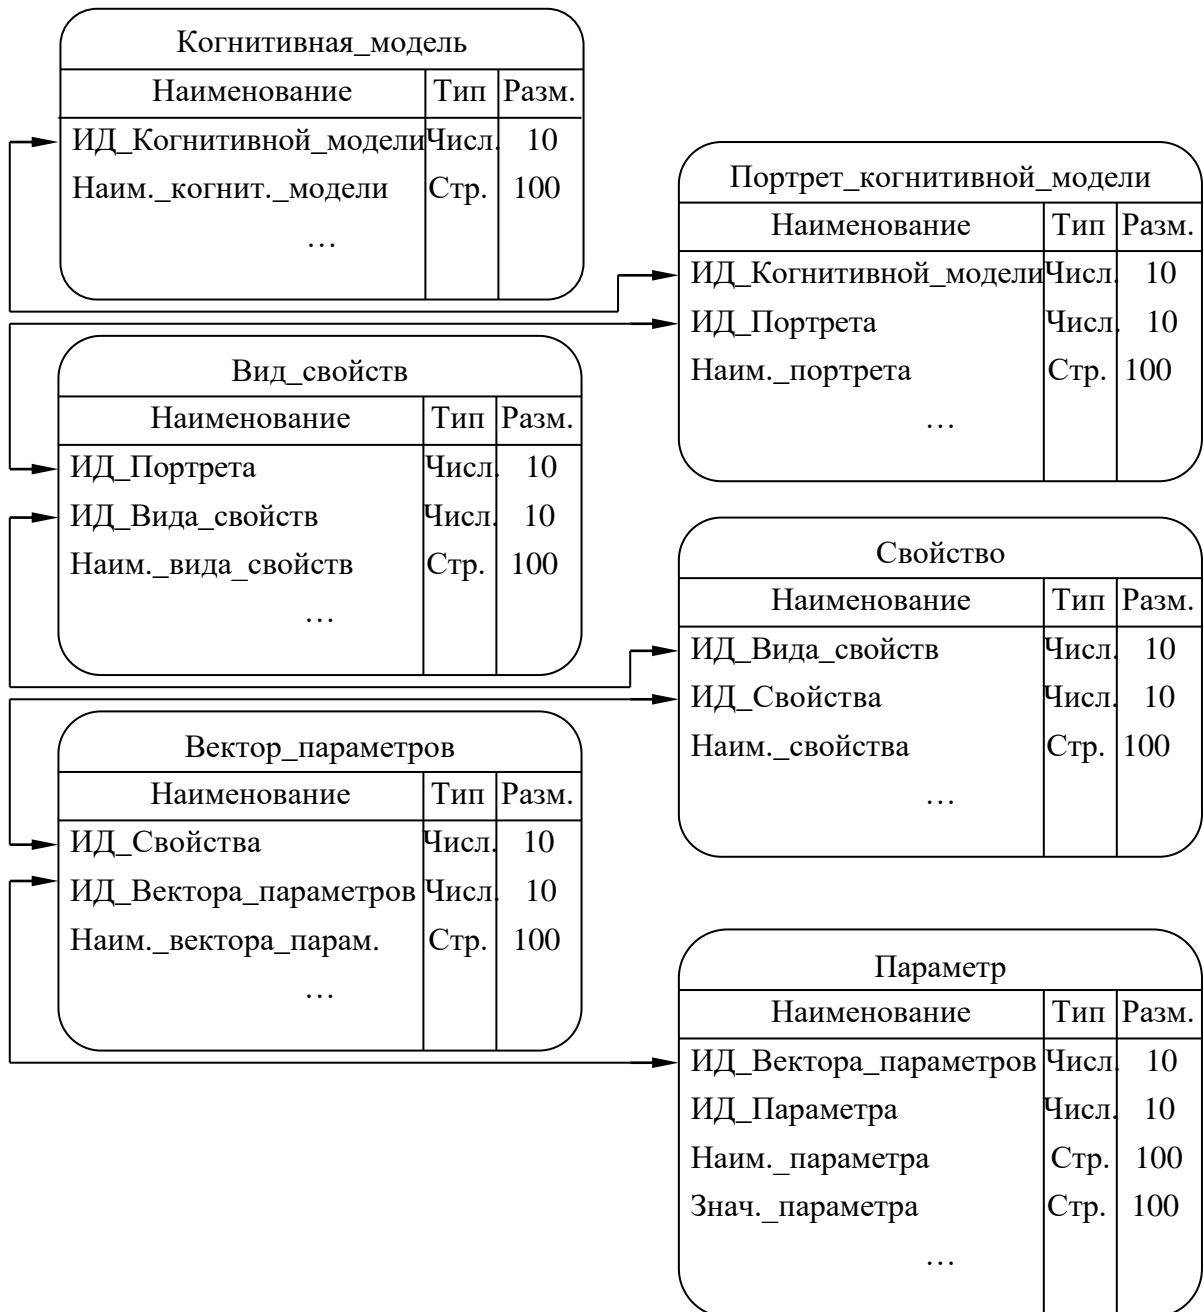 Когнитивная_модель
Наименование Тип Разм.
ИД_Когнитивной_модели Числ. 10
Наим._когнит._модели Стр. 100
…
Портрет_когнитивной_модели
Наименование Тип Разм.
ИД_Когнитивной_модели Числ. 10
ИД_Портрета Числ. 10
Наим._портрета Стр. 100
…
Вид_свойств
Наименование Тип Разм.
ИД_Портрета Числ. 10
ИД_Вида_свойств Числ. 10
Наим._вида_свойств Стр. 100
…
Свойство
Наименование Тип Разм.
ИД_Вида_свойств Числ. 10
ИД_Свойства Числ. 10
Наим._свойства Стр. 100
…
Вектор_параметров
Наименование Тип Разм.
ИД_Свойства Числ. 10
ИД_Вектора_параметров Числ. 10
Наим._вектора_парам. Стр. 100
…
Параметр
Наименование Тип Разм.
ИД_Вектора_параметров Числ. 10
ИД_Параметра Числ. 10
Наим._параметра Стр. 100
Знач._параметра Стр. 100
…